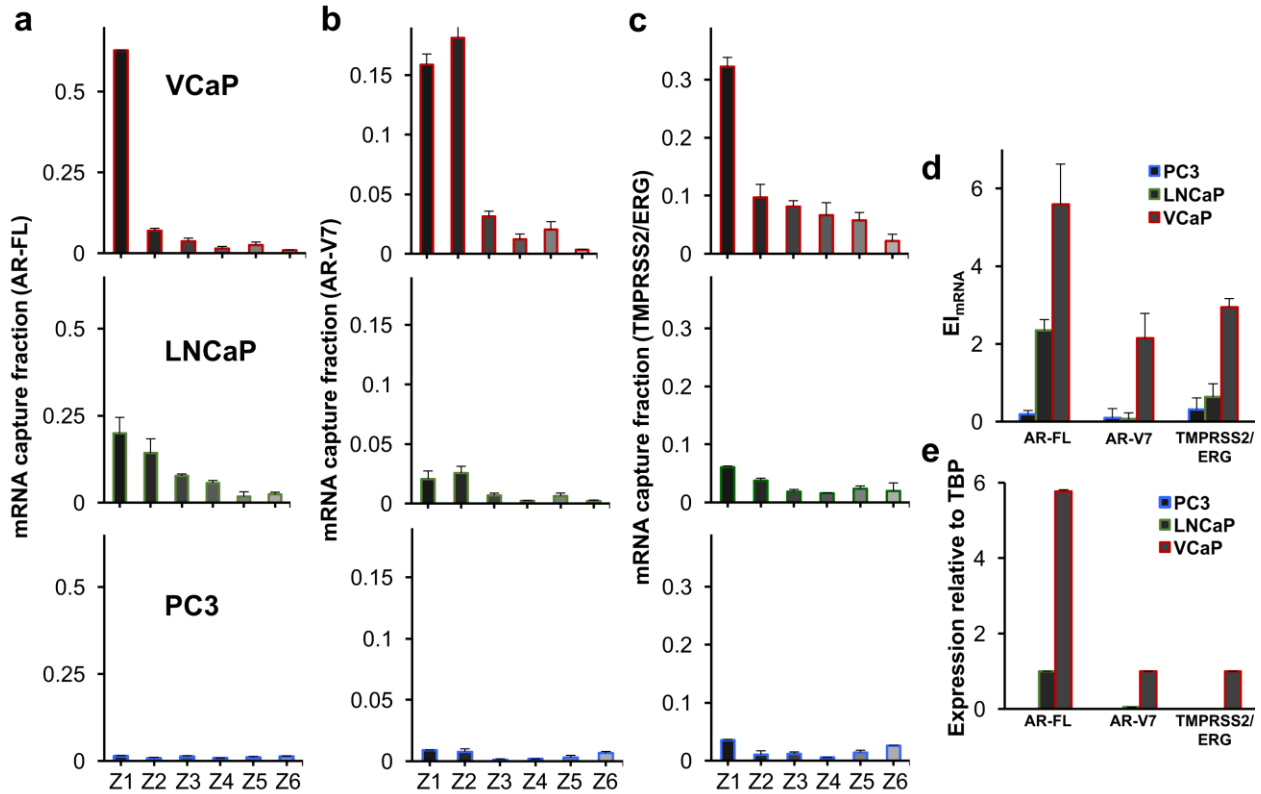 a
mRNA capture fraction (AR-FL)
VCaP
0.5
0.25
0
LNCaP
0.5
0.25
0
PC3
0.5
0.25
0
Z1 Z2 Z3 Z4 Z5 Z6
b
mRNA capture fraction (AR-V7)
0.15
0.1
0.05
0
0.15
0.1
0.05
0
0.15
0.1
0.05
0
Z1 Z2 Z3 Z4 Z5 Z6
c
mRNA capture fraction (TMPRSS2/ERG)
0.3
0.2
0.1
0
0.3
0.2
0.1
0
0.3
0.2
0.1
0
Z1 Z2 Z3 Z4 Z5 Z6
d
EImRNA
6
4
2
0
PC3
LNCaP
VCaP
AR-FL AR-V7 TMPRSS2/
ERG
e
Expression relative to TBP
6
4
2
0
PC3
LNCaP
VCaP
AR-FL AR-V7 TMPRSS2/
ERG